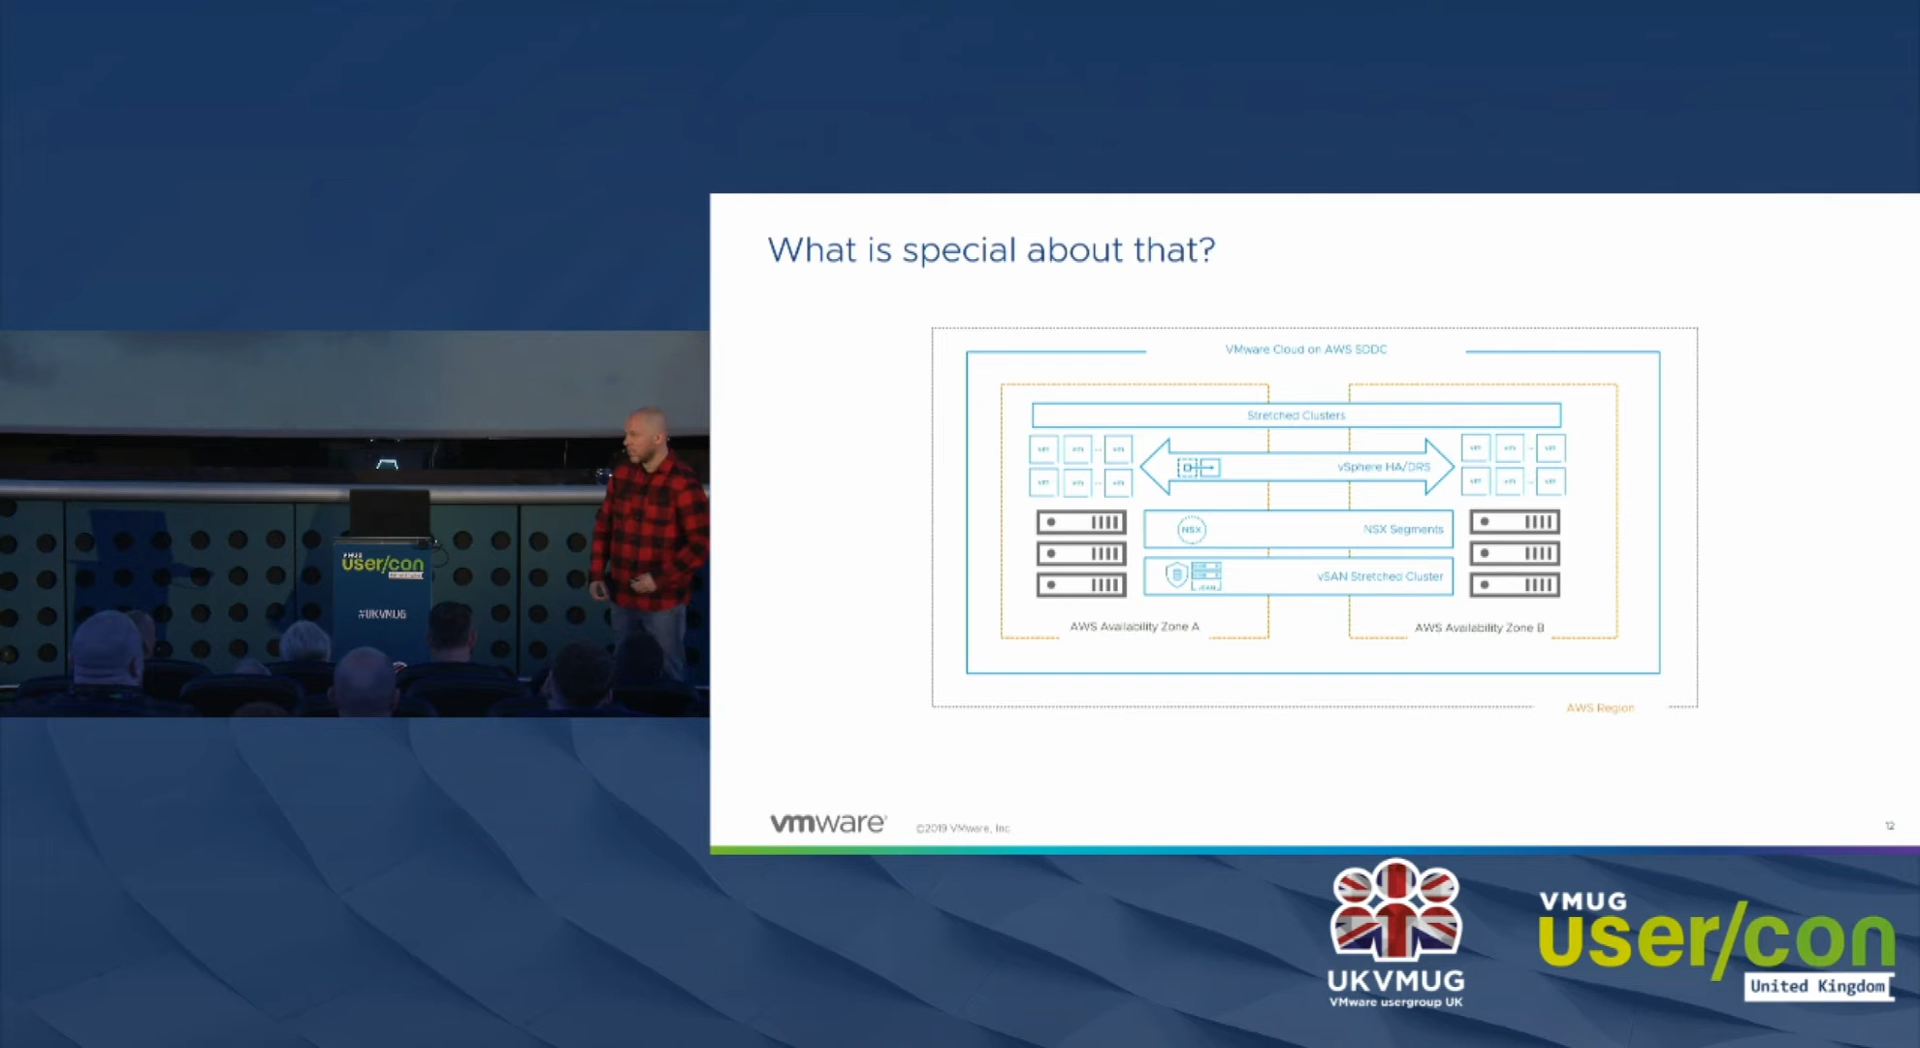 What is special about that?
VMware Cloud on AWS SDDC
Stretched Clusters
vSphere HA/DRS
NSX
NSX Segments
vSAN
vSAN Stretched Cluster
AWS Availability Zone A
AWS Availability Zone B
AWS Region
vmware
©2019 VMware, Inc.
12
VMUG
user/con
#UKVMUG
UKVMUG
VMware usergroup UK
VMUG
user/con
United Kingdom